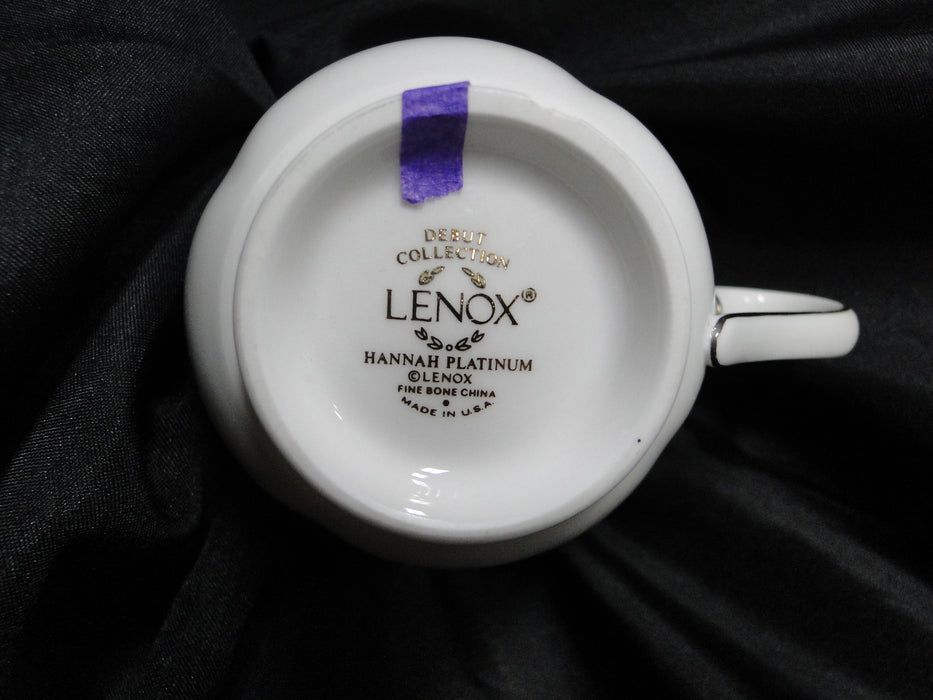 DEBUT
COLLECTION
LENOX®
HANNAH PLATINUM
©LENOX
FINE BONE CHINA
MADE IN U.S.A.